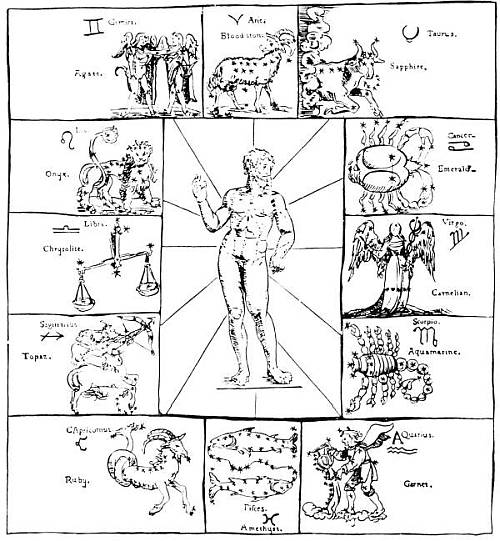 Gemini.
Agate.
Aries
Bloodstone.
Taurus.
Sapphire.
Onyx.
Cancer.
Emerald.
Libra.
Chrysolite.
Virgo.
Carnelian.
Sagittarius
Topaz.
Scorpio.
Aquamarine.
Capricornus
Ruby.
Pisces.
Amethyst.
Aquarius.
Garnet.